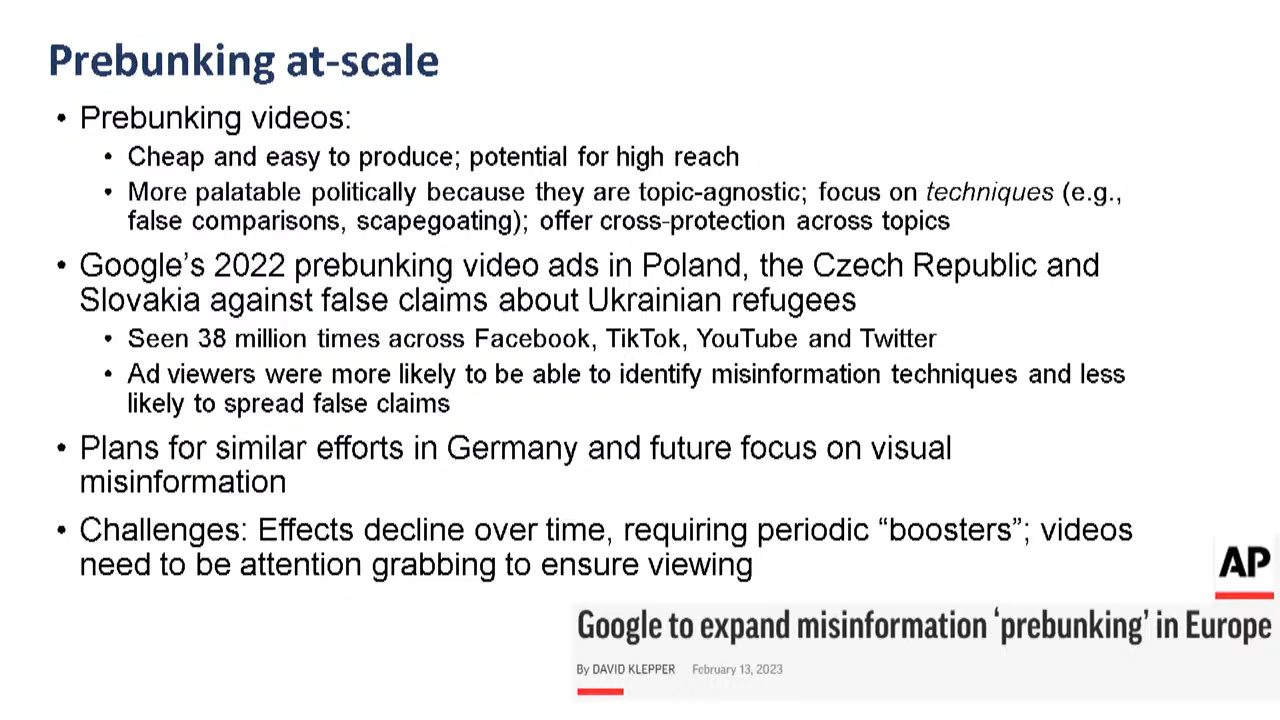 Prebunking at-scale
• Prebunking videos:
• Cheap and easy to produce; potential for high reach
• More palatable politically because they are topic-agnostic; focus on techniques (e.g.,
false comparisons, scapegoating); offer cross-protection across topics
• Google’s 2022 prebunking video ads in Poland, the Czech Republic and
Slovakia against false claims about Ukrainian refugees
• Seen 38 million times across Facebook, TikTok, YouTube and Twitter
• Ad viewers were more likely to be able to identify misinformation techniques and less
likely to spread false claims
• Plans for similar efforts in Germany and future focus on visual
misinformation
• Challenges: Effects decline over time, requiring periodic “boosters”; videos
need to be attention grabbing to ensure viewing
AP
Google to expand misinformation ‘prebunking’ in Europe
By DAVID KLEPPER February 13, 2023